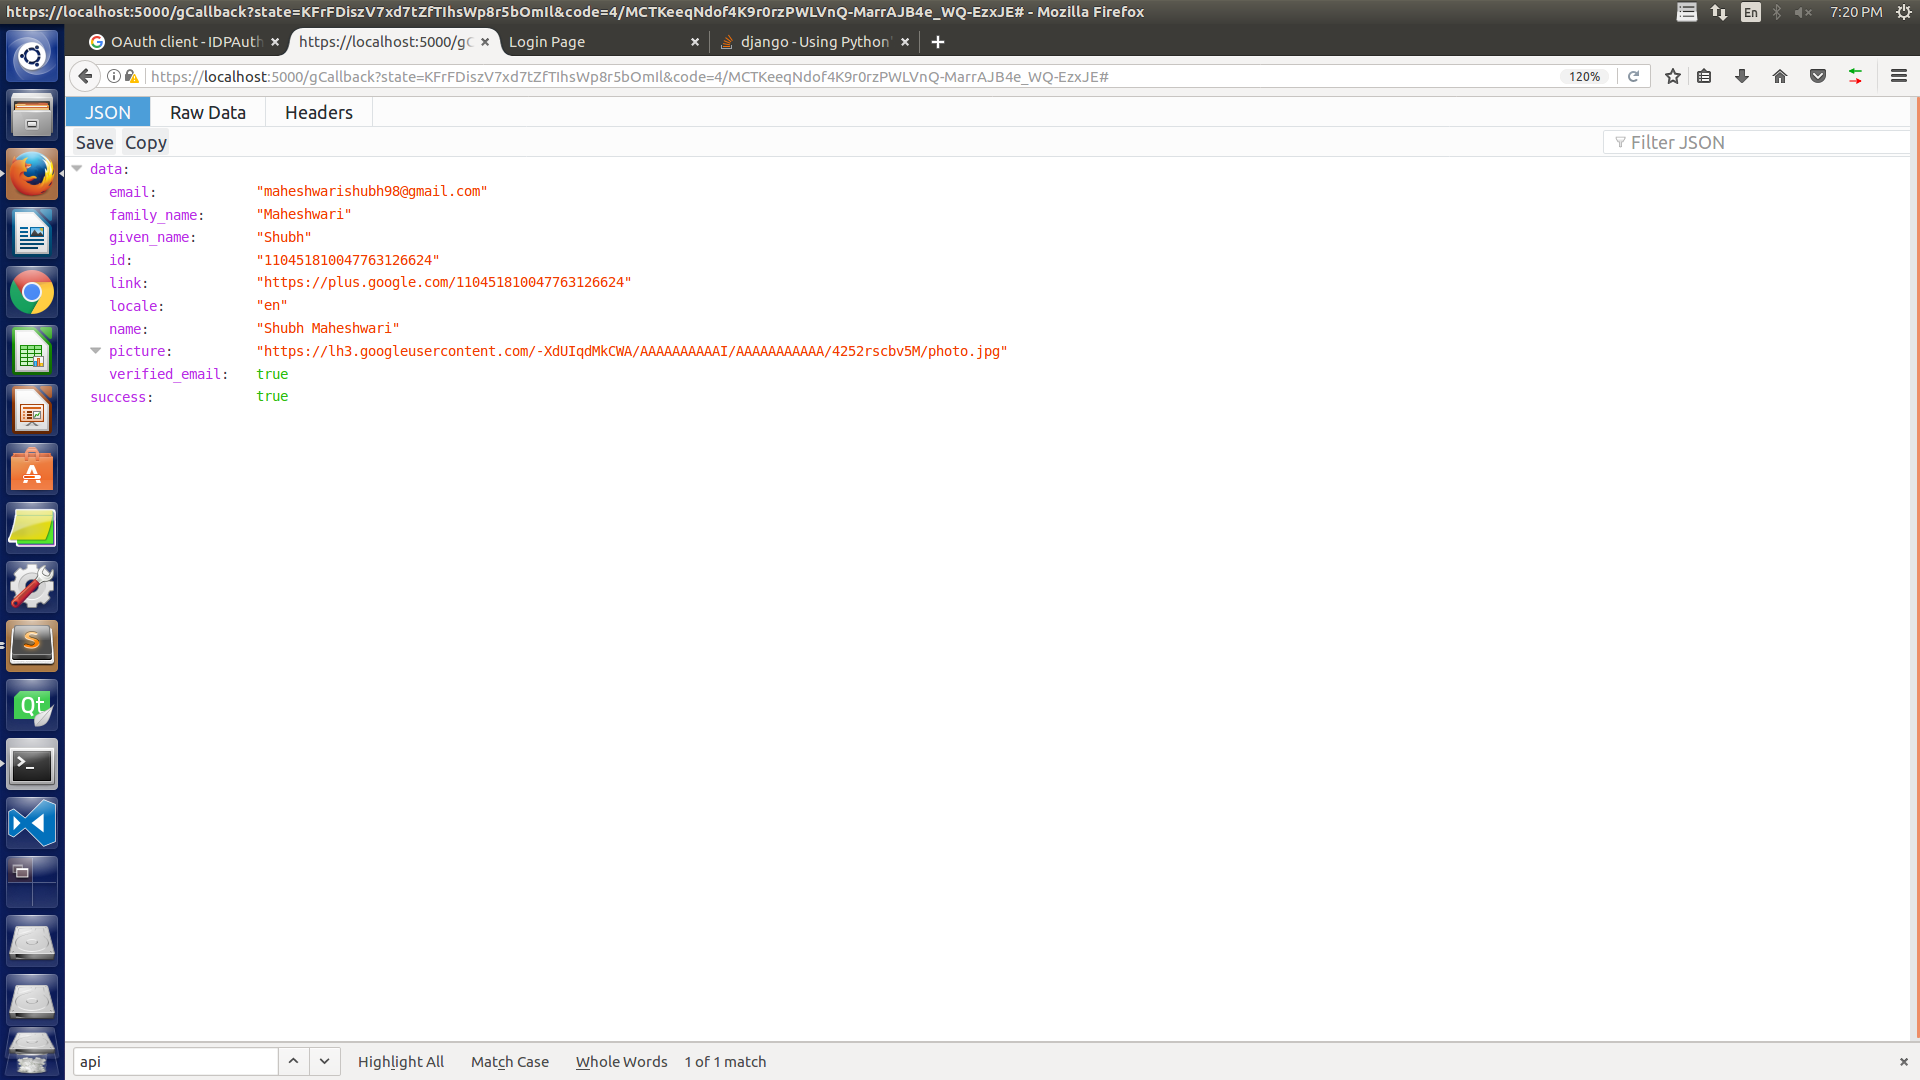 https://localhost:5000/gCallback?state=KFrFDiszV7xd7tZfTIhsWp8r5bOmIl&code=4/MCTKeeqNdof4K9r0rzPWLVnQ-MarrAJB4e_WQ-EzxJE# - Mozilla Firefox
En
7:20 PM
OAuth client - IDPAuth
https://localhost:5000/gC
Login Page
django - Using Python'
https://localhost:5000/gCallback?state=KFrFDiszV7xd7tZfTIhsWp8r5bOmIl&code=4/MCTKeeqNdof4K9r0rzPWLVnQ-MarrAJB4e_WQ-EzxJE#
120%
JSON
Raw Data
Headers
Save
Copy
Filter JSON
data:
email: "maheshwarishubh98@gmail.com"
family_name: "Maheshwari"
given_name: "Shubh"
id: "110451810047763126624"
link: "https://plus.google.com/110451810047763126624"
locale: "en"
name: "Shubh Maheshwari"
picture: "https://lh3.googleusercontent.com/-XdUIqdMkCWA/AAAAAAAAAAI/AAAAAAAAAAA/4252rscbv5M/photo.jpg"
verified_email: true
success: true
Qt
api
Highlight All
Match Case
Whole Words
1 of 1 match